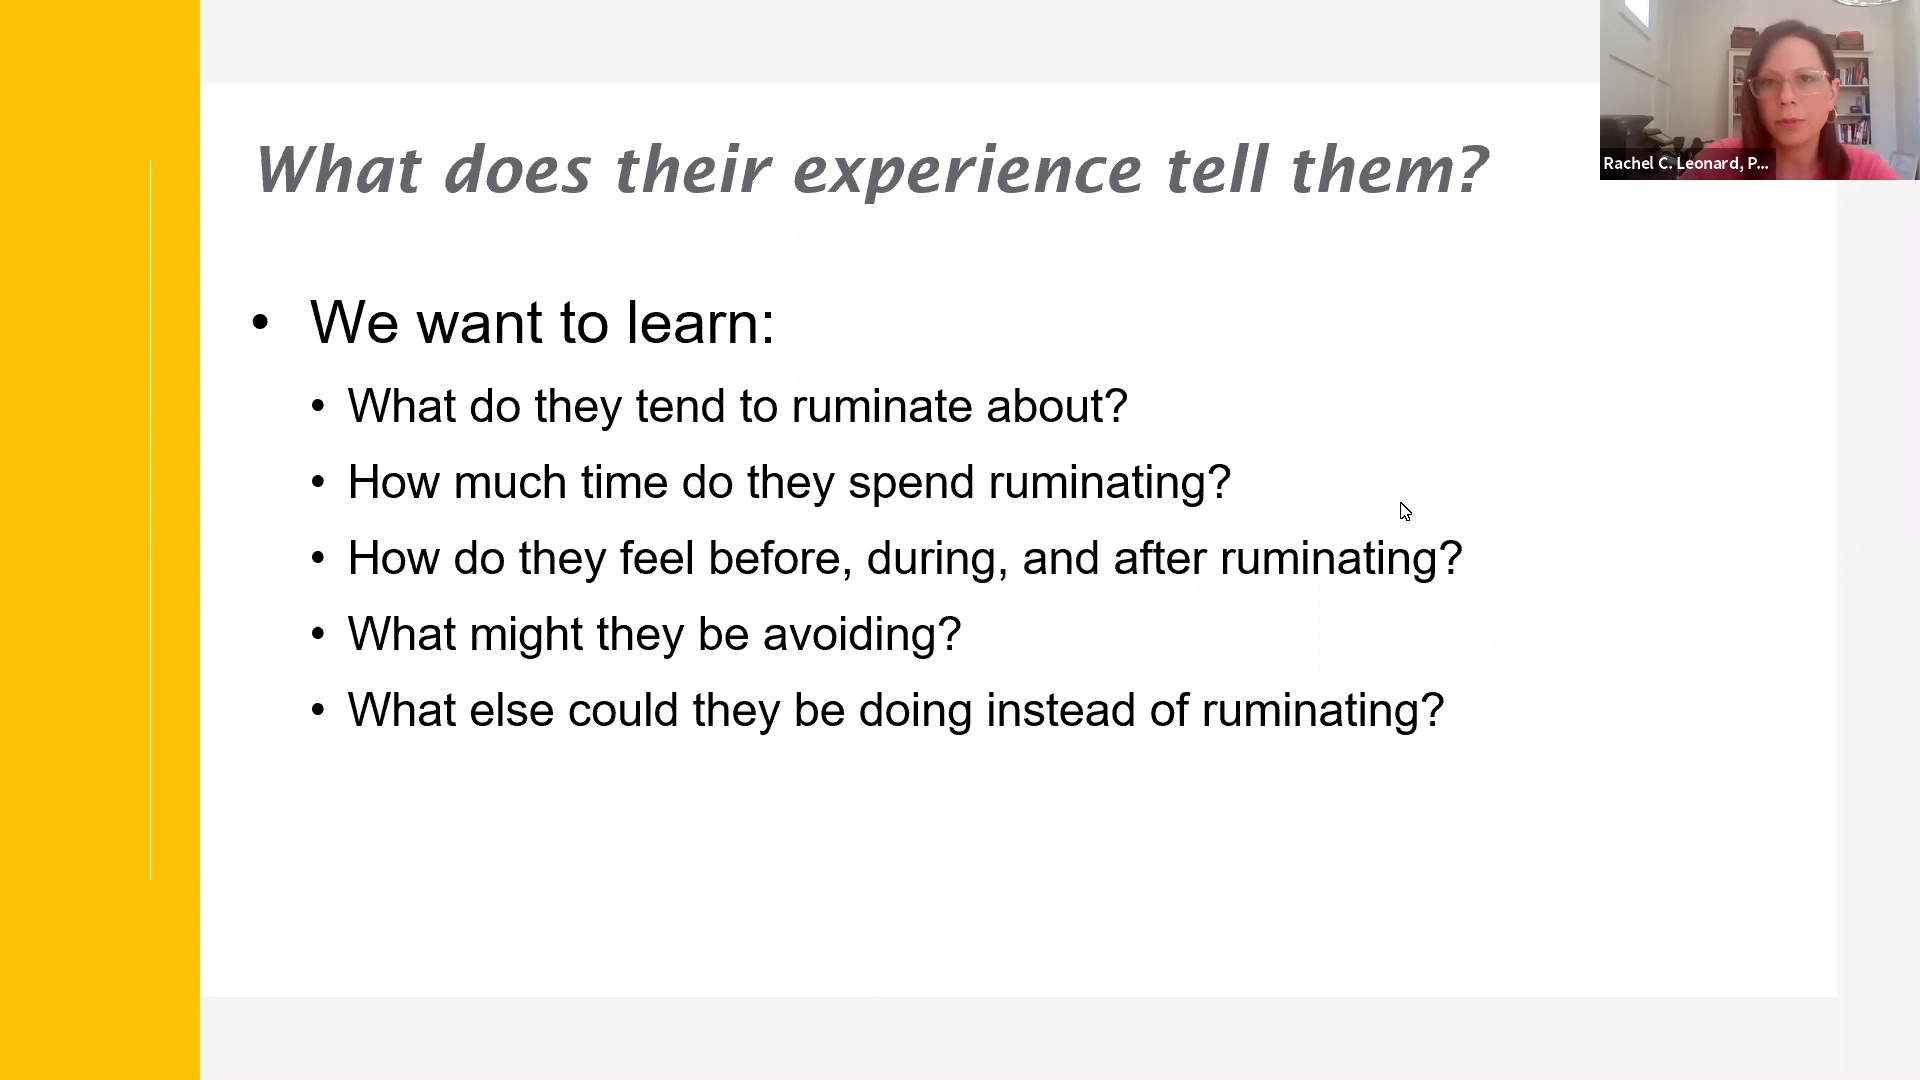 What does their experience tell them?
• We want to learn:
• What do they tend to ruminate about?
• How much time do they spend ruminating?
• How do they feel before, during, and after ruminating?
• What might they be avoiding?
• What else could they be doing instead of ruminating?
Rachel C. Leonard, P...